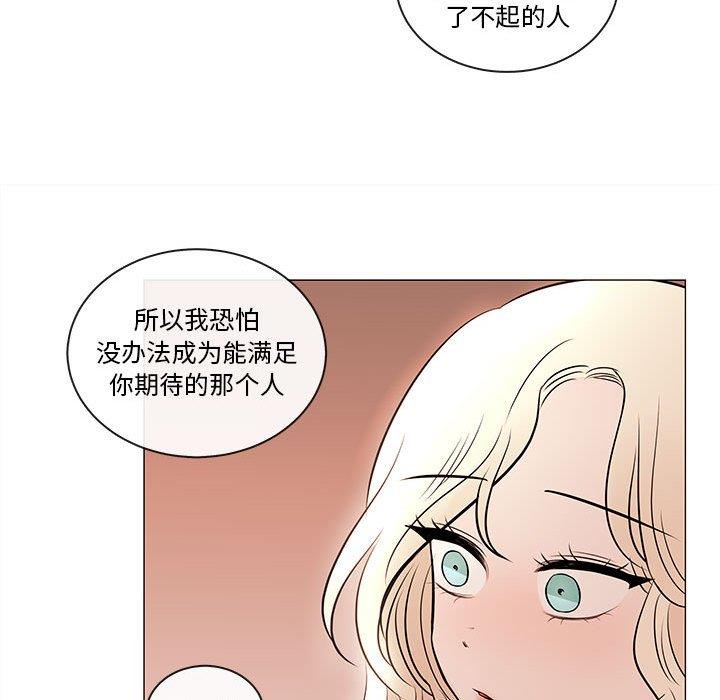 了不起的人
所以我恐怕
没办法成为能满足
你期待的那个人